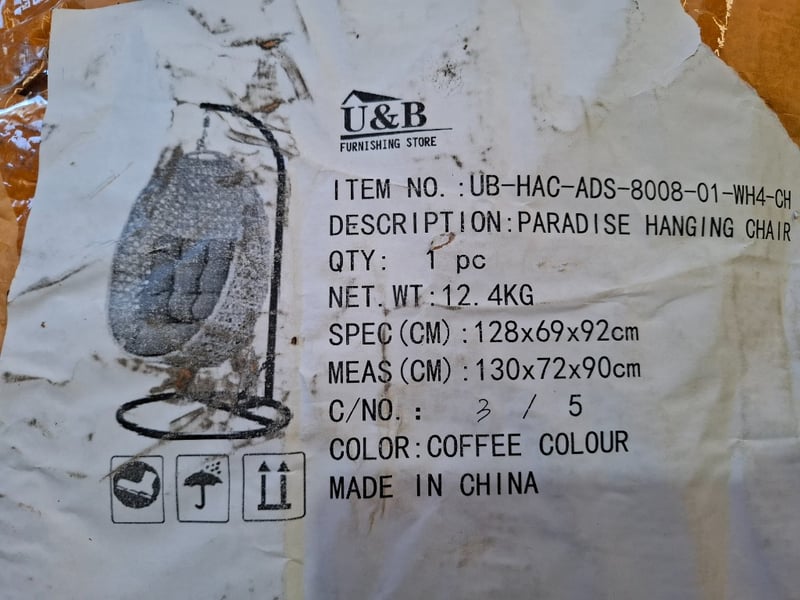 U&B
FURNISHING STORE
ITEM NO.:UB-HAC-ADS-8008-01-WH4-CH
DESCRIPTION:PARADISE HANGING CHAIR
QTY: 1 pc
NET.WT:12.4KG
SPEC(CM):128x69x92cm
MEAS(CM):130x72x90cm
C/NO.: 3 / 5
COLOR:COFFEE COLOUR
MADE IN CHINA